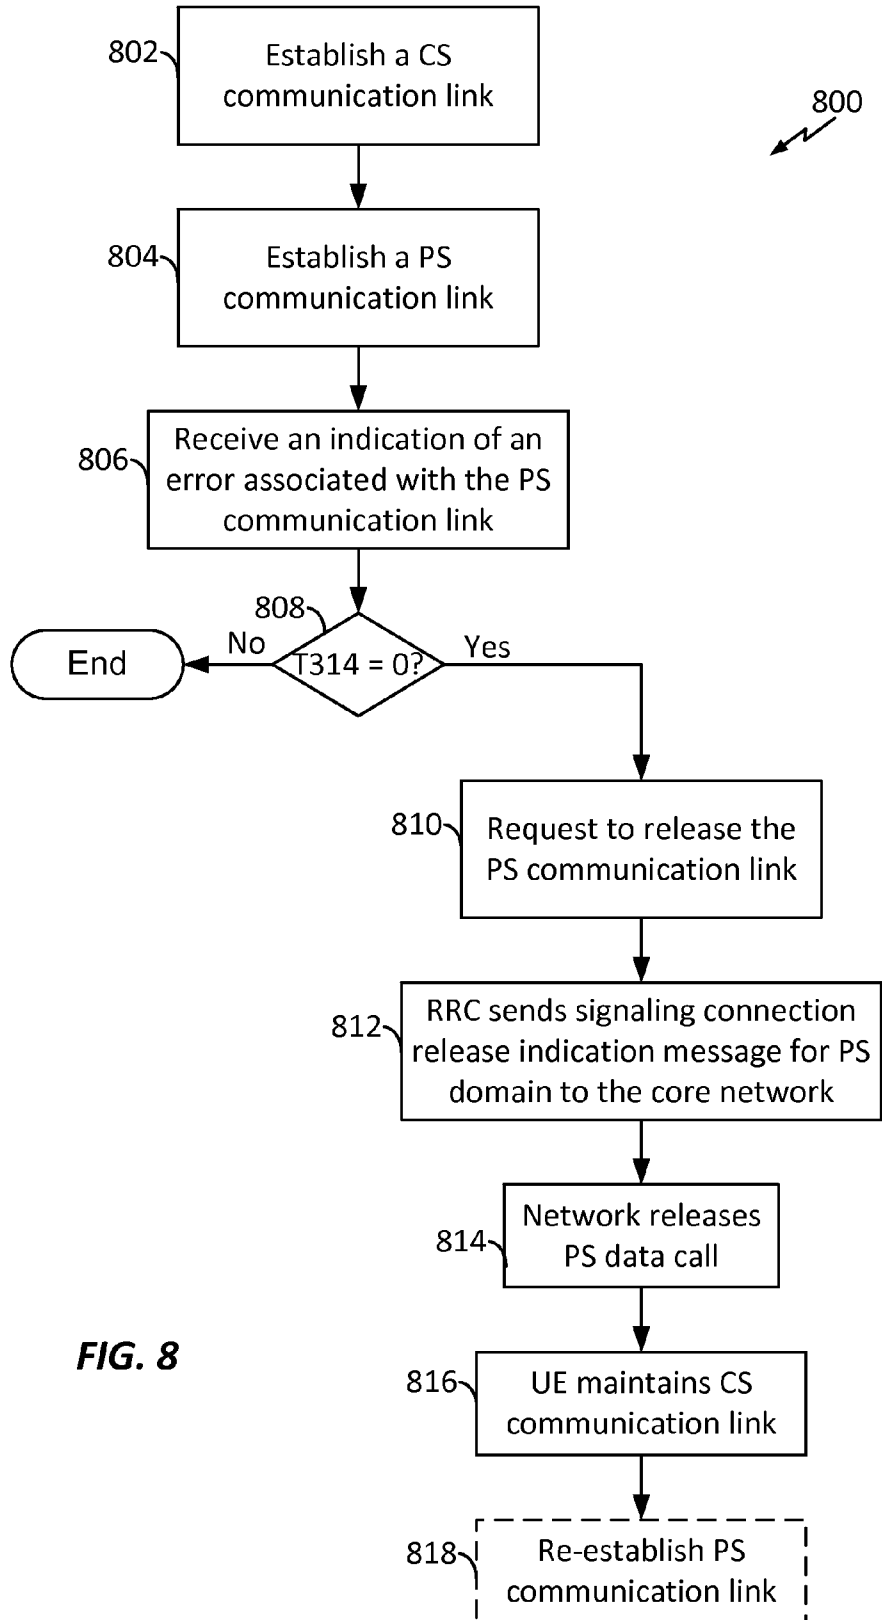 802
Establish a CS
communication link
800
804
Establish a PS
communication link
806
Receive an indication of an
error associated with the PS
communication link
808
No
Yes
End
T314 = 0?
810
Request to release the
PS communication link
812
RRC sends signaling connection
release indication message for PS
domain to the core network
814
Network releases
PS data call
FIG. 8
816
UE maintains CS
communication link
818
Re-establish PS
communication link